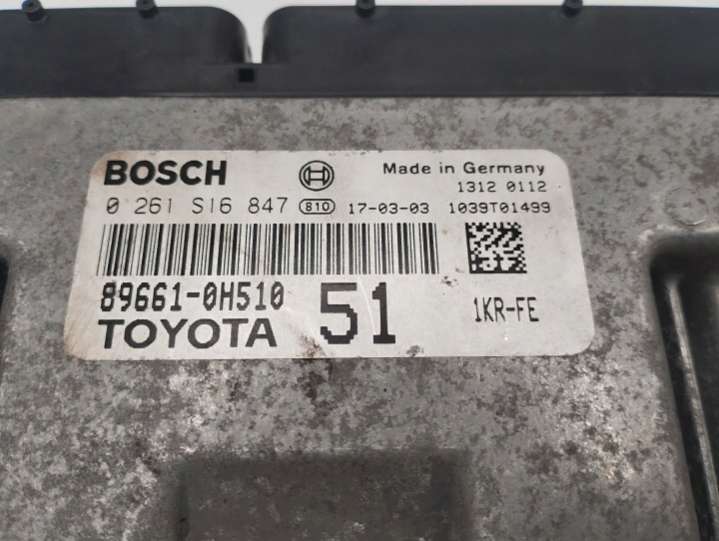 BOSCH Made in Germany
1312 0112
0 261 S16 847 810 17-03-03 1039T01499
89661-0H510 51 1KR-FE
TOYOTA